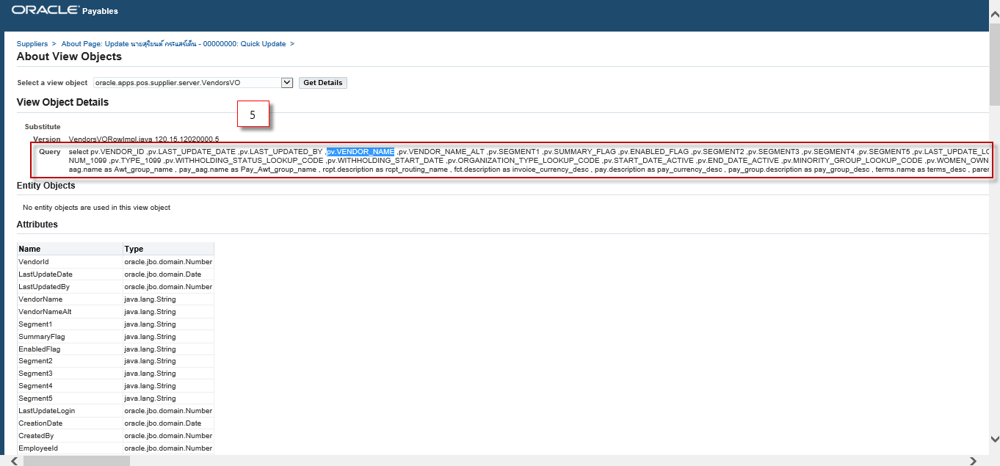 ORACLE Payables
Suppliers > About Page: Update นายสุริยนต์ กระแสร์เต็น - 00000000: Quick Update >
About View Objects
Select a view object oracle.apps.pos.supplier.server.VendorsVO Get Details
View Object Details
5
Substitute
Version VendorsVORowImpl.java 120.15.12020000.5
Query select pv.VENDOR_ID ,pv.LAST_UPDATE_DATE ,pv.LAST_UPDATED_BY ,pv.VENDOR_NAME ,pv.VENDOR_NAME_ALT ,pv.SEGMENT1 ,pv.SUMMARY_FLAG ,pv.ENABLED_FLAG ,pv.SEGMENT2 ,pv.SEGMENT3 ,pv.SEGMENT4 ,pv.SEGMENT5 ,pv.LAST_UPDATE_LO
NUM_1099 ,pv.TYPE_1099 ,pv.WITHHOLDING_STATUS_LOOKUP_CODE ,pv.WITHHOLDING_START_DATE ,pv.ORGANIZATION_TYPE_LOOKUP_CODE ,pv.START_DATE_ACTIVE ,pv.END_DATE_ACTIVE ,pv.MINORITY_GROUP_LOOKUP_CODE ,pv.WOMEN_OWN
aag.name as Awt_group_name , pay_aag.name as Pay_Awt_group_name , rcpt.description as rcpt_routing_name , fct.description as invoice_currency_desc , pay.description as pay_currency_desc , pay_group.description as pay_group_desc , terms.name as terms_desc , pare
Entity Objects
No entity objects are used in this view object
Attributes
Name Type
VendorId oracle.jbo.domain.Number
LastUpdateDate oracle.jbo.domain.Date
LastUpdatedBy oracle.jbo.domain.Number
VendorName java.lang.String
VendorNameAlt java.lang.String
Segment1 java.lang.String
SummaryFlag java.lang.String
EnabledFlag java.lang.String
Segment2 java.lang.String
Segment3 java.lang.String
Segment4 java.lang.String
Segment5 java.lang.String
LastUpdateLogin oracle.jbo.domain.Number
CreationDate oracle.jbo.domain.Date
CreatedBy oracle.jbo.domain.Number
EmployeeId oracle.jbo.domain.Number